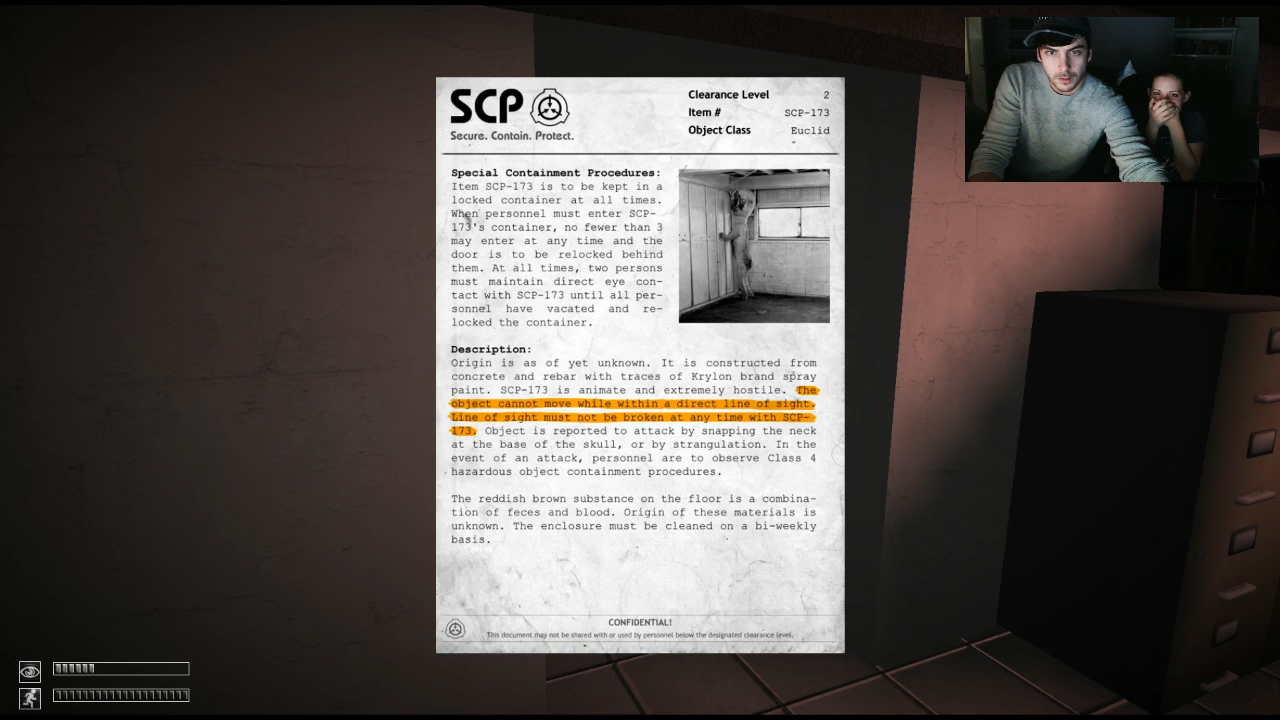 SCP
Secure. Contain. Protect.
Clearance Level 2
Item # SCP-173
Object Class Euclid
Special Containment Procedures:
Item SCP-173 is to be kept in a
locked container at all times.
When personnel must enter SCP-
173's container, no fewer than 3
may enter at any time and the
door is to be relocked behind
them. At all times, two persons
must maintain direct eye con-
tact with SCP-173 until all per-
sonnel have vacated and re-
locked the container.
Description:
Origin is as of yet unknown. It is constructed from
concrete and rebar with traces of Krylon brand spray
paint. SCP-173 is animate and extremely hostile. The
object cannot move while within a direct line of sight.
Line of sight must not be broken at any time with SCP-
173. Object is reported to attack by snapping the neck
at the base of the skull, or by strangulation. In the
event of an attack, personnel are to observe Class 4
hazardous object containment procedures.
The reddish brown substance on the floor is a combina-
tion of feces and blood. Origin of these materials is
unknown. The enclosure must be cleaned on a bi-weekly
basis.
CONFIDENTIAL!
This document may not be shared with or used by personnel below the designated clearance level.